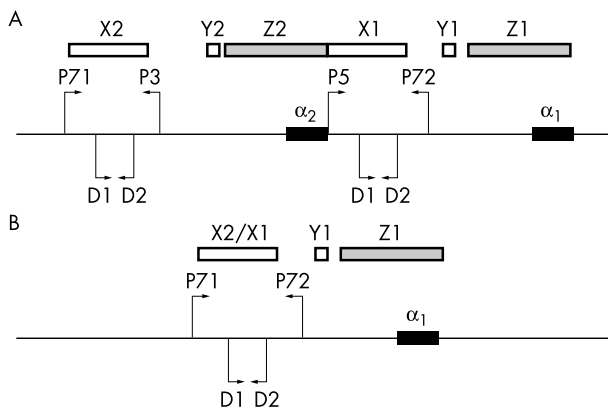 A
X2 Y2 Z2 X1 Y1 Z1
P71 P3 P5 P72
α2 α1
D1 D2 D1 D2
B
X2/X1 Y1 Z1
P71 P72
α1
D1 D2